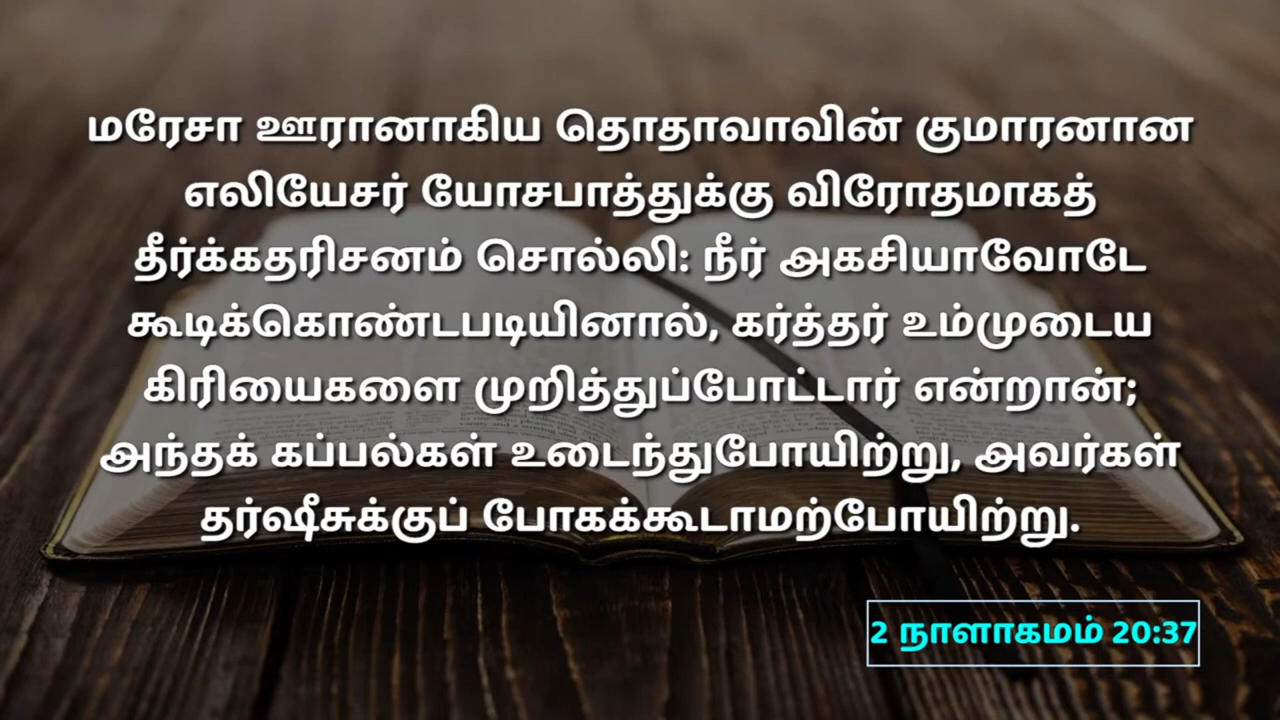 மரேசா ஊரானாகிய தொதாவாவின் குமாரனான
எலியேசர் யோசபாத்துக்கு விரோதமாகத்
தீர்க்கதரிசனம் சொல்லி: நீர் அகசியாவோடே
கூடிக்கொண்டபடியினால், கர்த்தர் உம்முடைய
கிரியைகளை முறித்துப்போட்டார் என்றான்;
அந்தக் கப்பல்கள் உடைந்துபோயிற்று, அவர்கள்
தர்ஷீசுக்குப் போகக்கூடாமற்போயிற்று.
2 நாளாகமம் 20:37